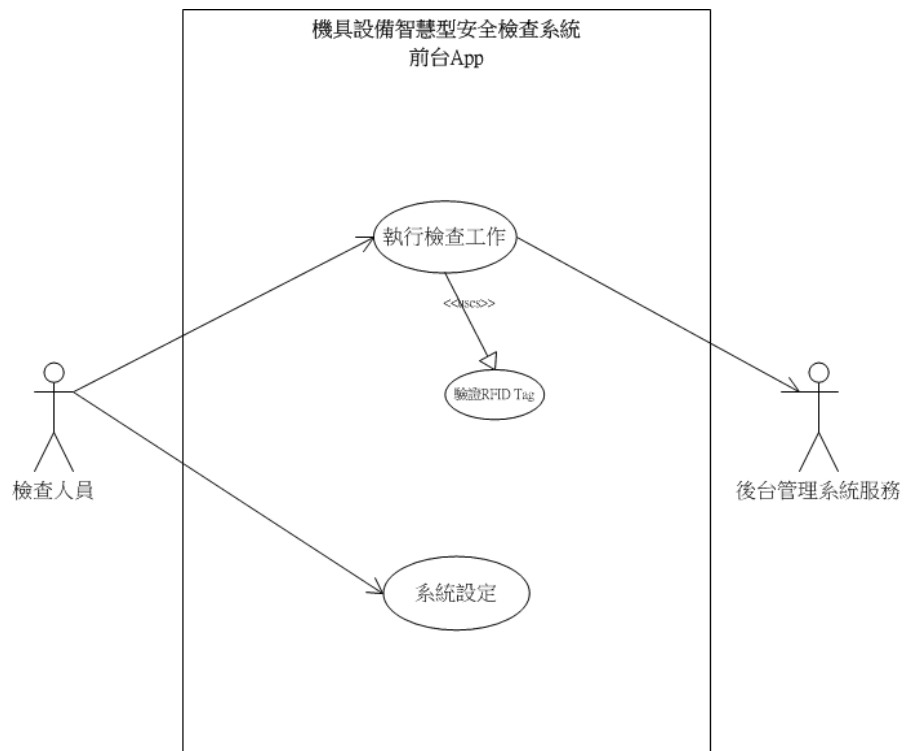 機具設備智慧型安全檢查系統
前台App
執行檢查工作
<<uses>>
驗證RFID Tag
檢查人員
後台管理系統服務
系統設定